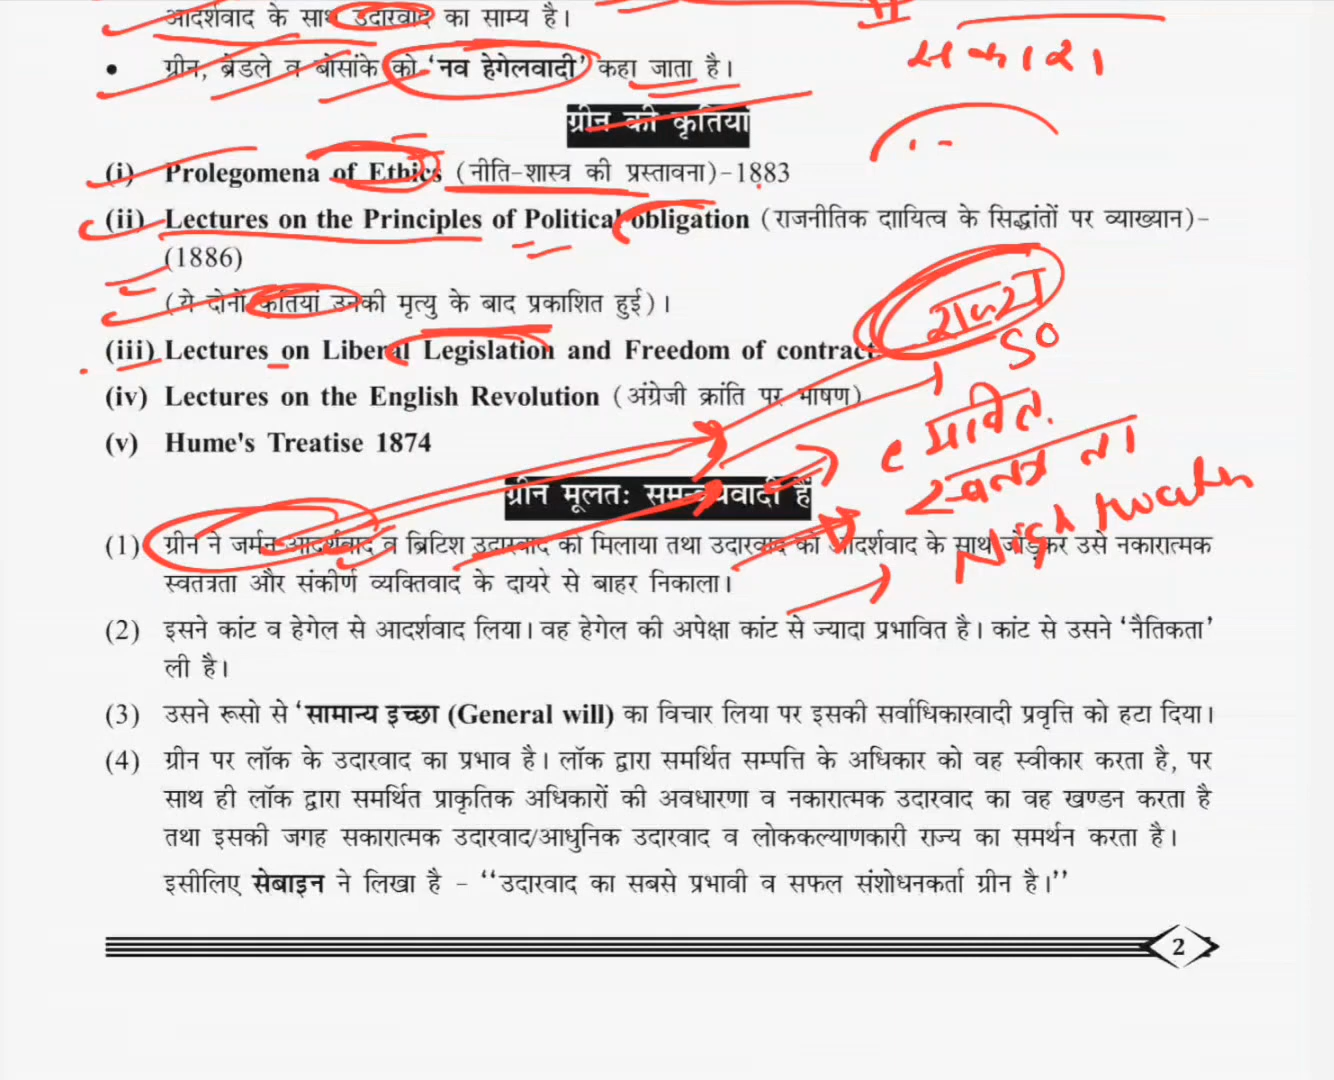 आदर्शवाद के साथ उदारवाद का साम्य है।
सकारा
• ग्रीन, ब्रेडले व बोसांके को 'नव हेगेलवादी' कहा जाता है।
ग्रीन की कृतियां
(i) Prolegomena of Ethics (नीति-शास्त्र की प्रस्तावना)-1883
(ii) Lectures on the Principles of Political obligation (राजनीतिक दाायित्व के सिद्धांतों पर व्याख्यान)-
(1886)
(ये दोनों कृतियां उनकी मृत्यु के बाद प्रकाशित हुई)।
राज्य
(iii) Lectures on Liberal Legislation and Freedom of contract
(iv) Lectures on the English Revolution (अंग्रेजी क्रांति पर भाषण)
(v) Hume's Treatise 1874
स्वतंत्रता
Night
ग्रीन मूलतः समन्वयवादी हैं
(1) ग्रीन ने जर्मन आदर्शवाद व ब्रिटिश उदारवाद को मिलाया तथा उदारवाद को आदर्शवाद के साथ जोड़कर उसे नकारात्मक
स्वतंत्रता और संकीर्ण व्यक्तिवाद के दायरे से बाहर निकाला।
(2) इसने कांट व हेगेल से आदर्शवाद लिया। वह हेगेल की अपेक्षा कांट से ज्यादा प्रभावित है। कांट से उसने 'नैतिकता'
ली है।
(3) उसने रूसो से 'सामान्य इच्छा (General will) का विचार लिया पर इसकी सर्वाधिकारवादी प्रवृत्ति को हटा दिया।
(4) ग्रीन पर लॉक के उदारवाद का प्रभाव है। लॉक द्वारा समर्थित सम्पत्ति के अधिकार को वह स्वीकार करता है, पर
साथ ही लॉक द्वारा समर्थित प्राकृतिक अधिकारों की अवधारणा व नकारात्मक उदारवाद का वह खण्डन करता है
तथा इसकी जगह सकारात्मक उदारवाद/आधुनिक उदारवाद व लोककल्याणकारी राज्य का समर्थन करता है।
इसीलिए सेबाइन ने लिखा है - ''उदारवाद का सबसे प्रभावी व सफल संशोधनकर्ता ग्रीन है।''
2